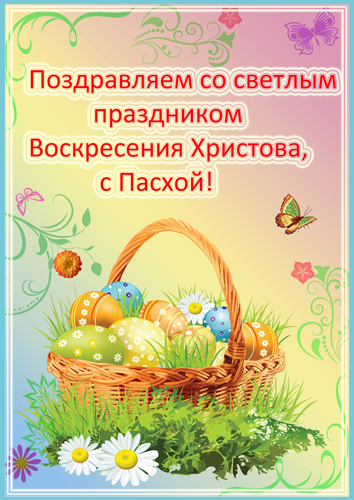 Поздравляем со светлым
праздником
Воскресения Христова,
с Пасхой!